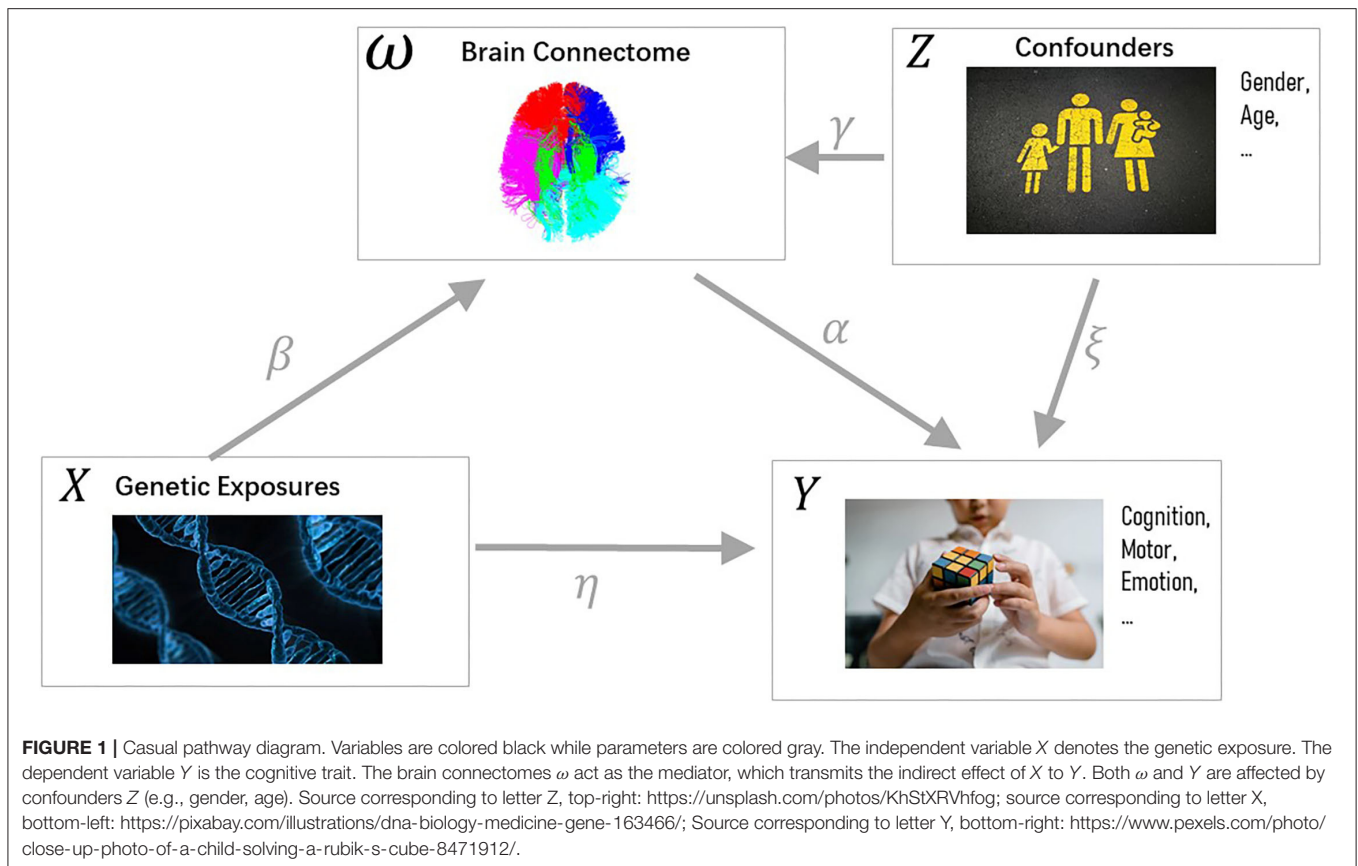 ω Brain Connectome
Z Confounders
Gender,
Age,
...
γ
β
α
ξ
X Genetic Exposures
η
Y
Cognition,
Motor,
Emotion,
...
FIGURE 1 | Casual pathway diagram. Variables are colored black while parameters are colored gray. The independent variable X denotes the genetic exposure. The
dependent variable Y is the cognitive trait. The brain connectomes ω act as the mediator, which transmits the indirect effect of X to Y. Both ω and Y are affected by
confounders Z (e.g., gender, age). Source corresponding to letter Z, top-right: https://unsplash.com/photos/KhStXRVhfog; source corresponding to letter X,
bottom-left: https://pixabay.com/illustrations/dna-biology-medicine-gene-163466/; Source corresponding to letter Y, bottom-right: https://www.pexels.com/photo/
close-up-photo-of-a-child-solving-a-rubik-s-cube-8471912/.